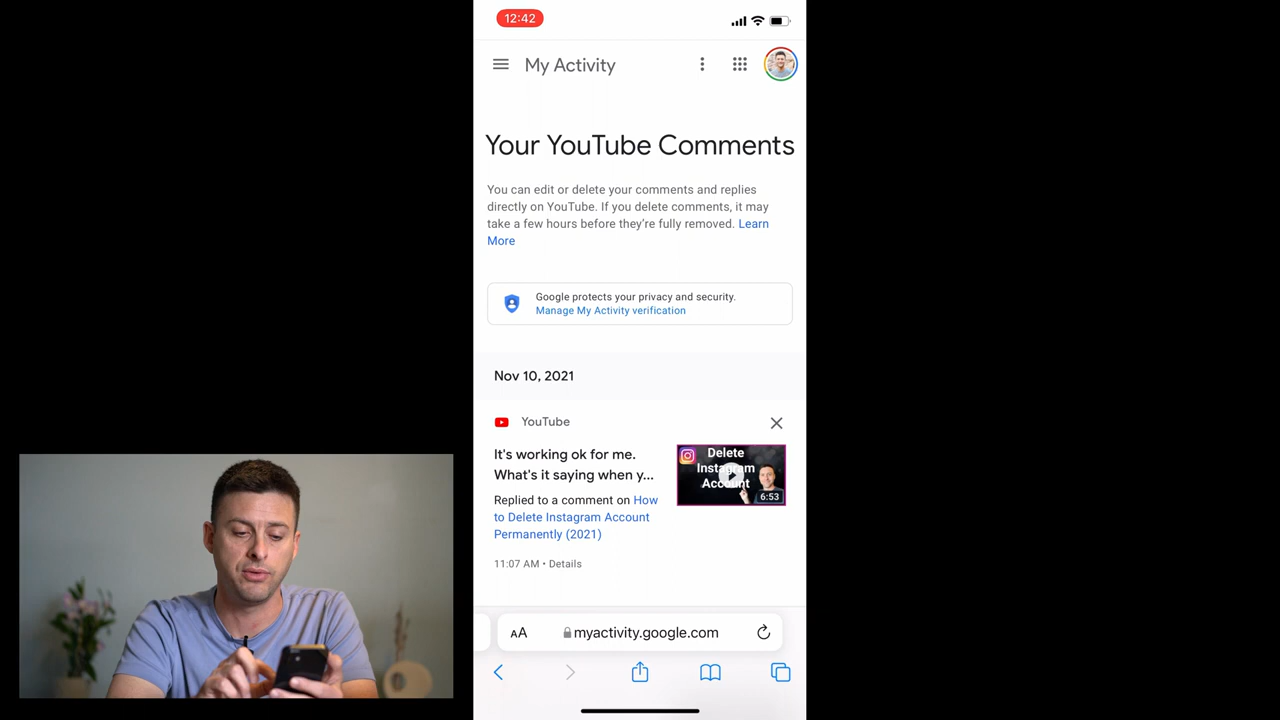 12:42
My Activity
Your YouTube Comments
You can edit or delete your comments and replies
directly on YouTube. If you delete comments, it may
take a few hours before they're fully removed. Learn
More
Google protects your privacy and security.
Manage My Activity verification
Nov 10, 2021
YouTube
It's working ok for me.
What's it saying when y...
Replied to a comment on How
to Delete Instagram Account
Permanently (2021)
11:07 AM • Details
Delete
Instagram
Account
6:53
AA myactivity.google.com